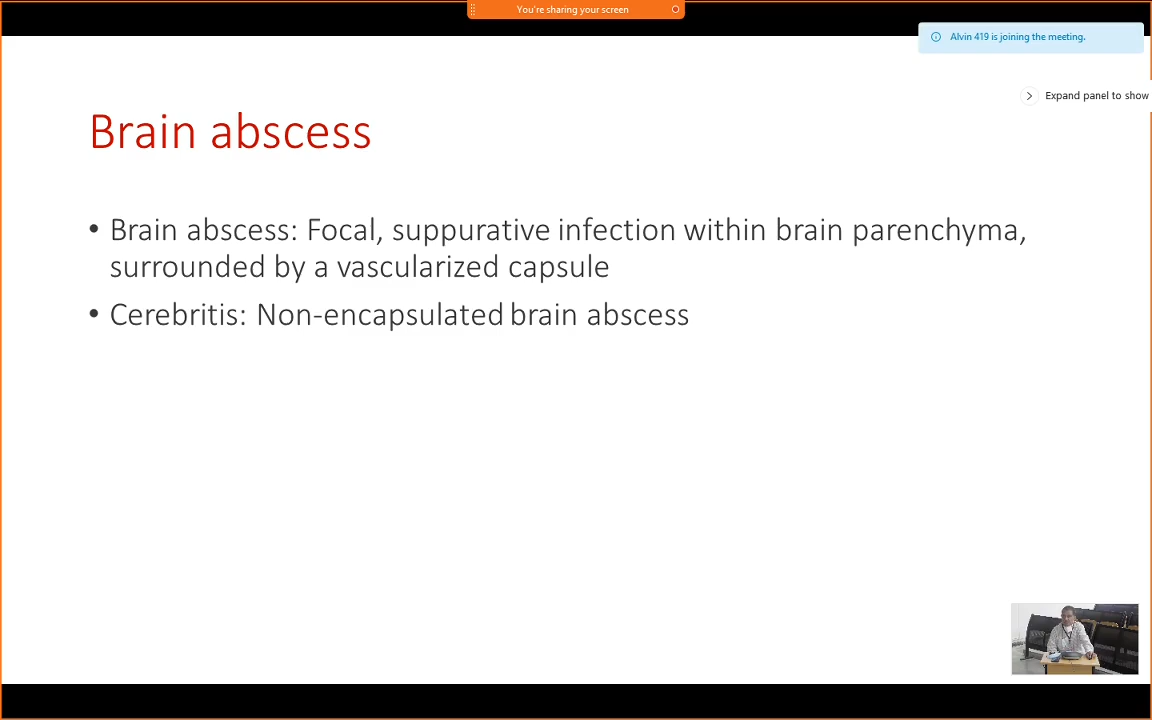 You're sharing your screen
Alvin 419 is joining the meeting.
Expand panel to show
Brain abscess
• Brain abscess: Focal, suppurative infection within brain parenchyma,
surrounded by a vascularized capsule
• Cerebritis: Non-encapsulated brain abscess